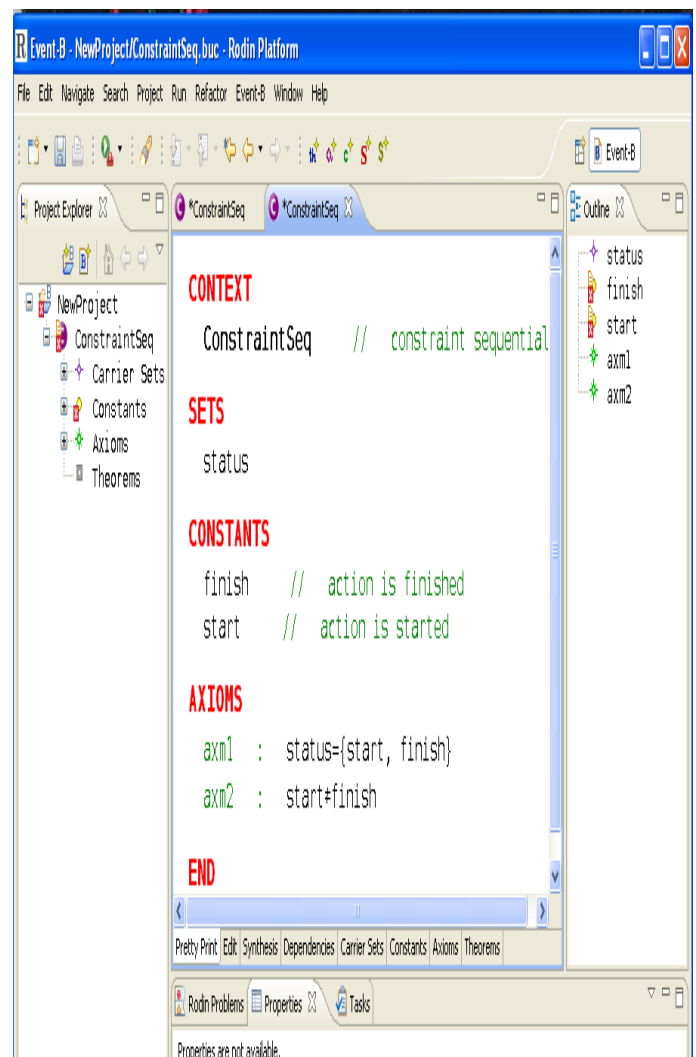 Event-B - NewProject/ConstraintSeq.buc - Rodin Platform
File Edit Navigate Search Project Run Refactor Event-B Window Help
Event-B
Project Explorer
NewProject
ConstraintSeq
Carrier Sets
Constants
Axioms
Theorems
*ConstraintSeq *ConstraintSeq
CONTEXT
ConstraintSeq // constraint sequential
SETS
status
CONSTANTS
finish // action is finished
start // action is started
AXIOMS
axm1 : status={start, finish}
axm2 : start≠finish
END
Pretty Print Edit Synthesis Dependencies Carrier Sets Constants Axioms Theorems
Outline
status
finish
start
axm1
axm2
Rodin Problems Properties Tasks
Properties are not available.